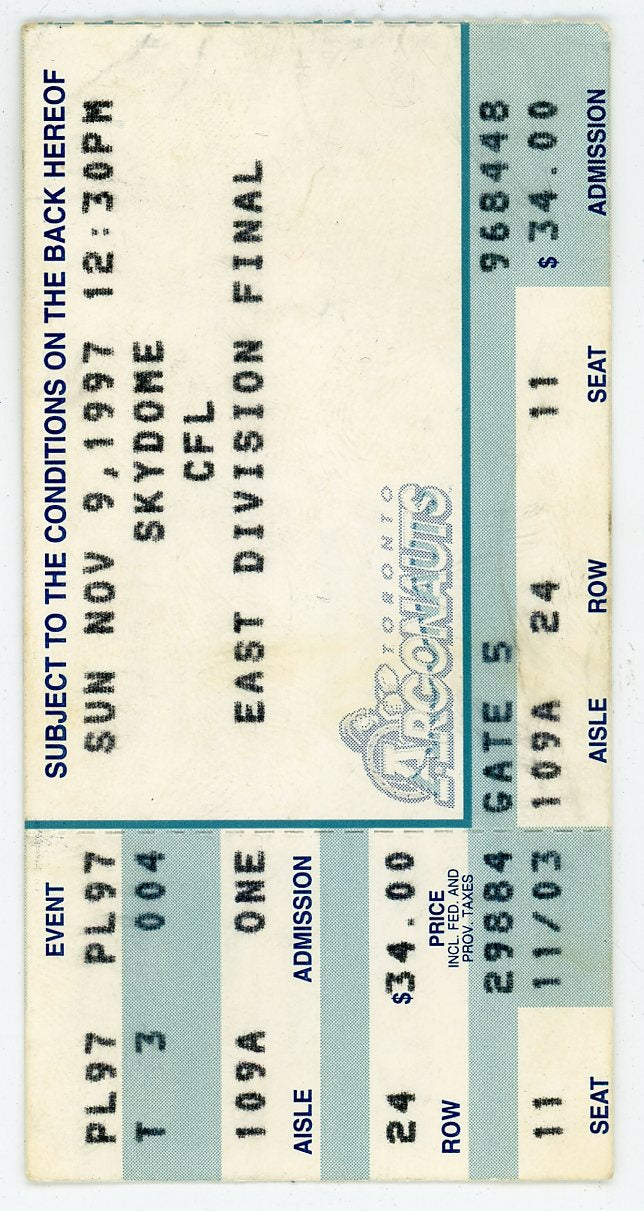 SUBJECT TO THE CONDITIONS ON THE BACK HEREOF
SUN NOV 9,1997 12:30PM
SKYDOME
CFL
EAST DIVISION FINAL
TORONTO
ARGONAUTS
GATE 5 968448
109A 24 11 $ 34.00
AISLE ROW SEAT ADMISSION
EVENT
PL97 PL97
T 3 004
109A ONE
AISLE ADMISSION
24 $34.00
ROW PRICE
INCL. FED. AND
PROV. TAXES
29884
11 11/03
SEAT